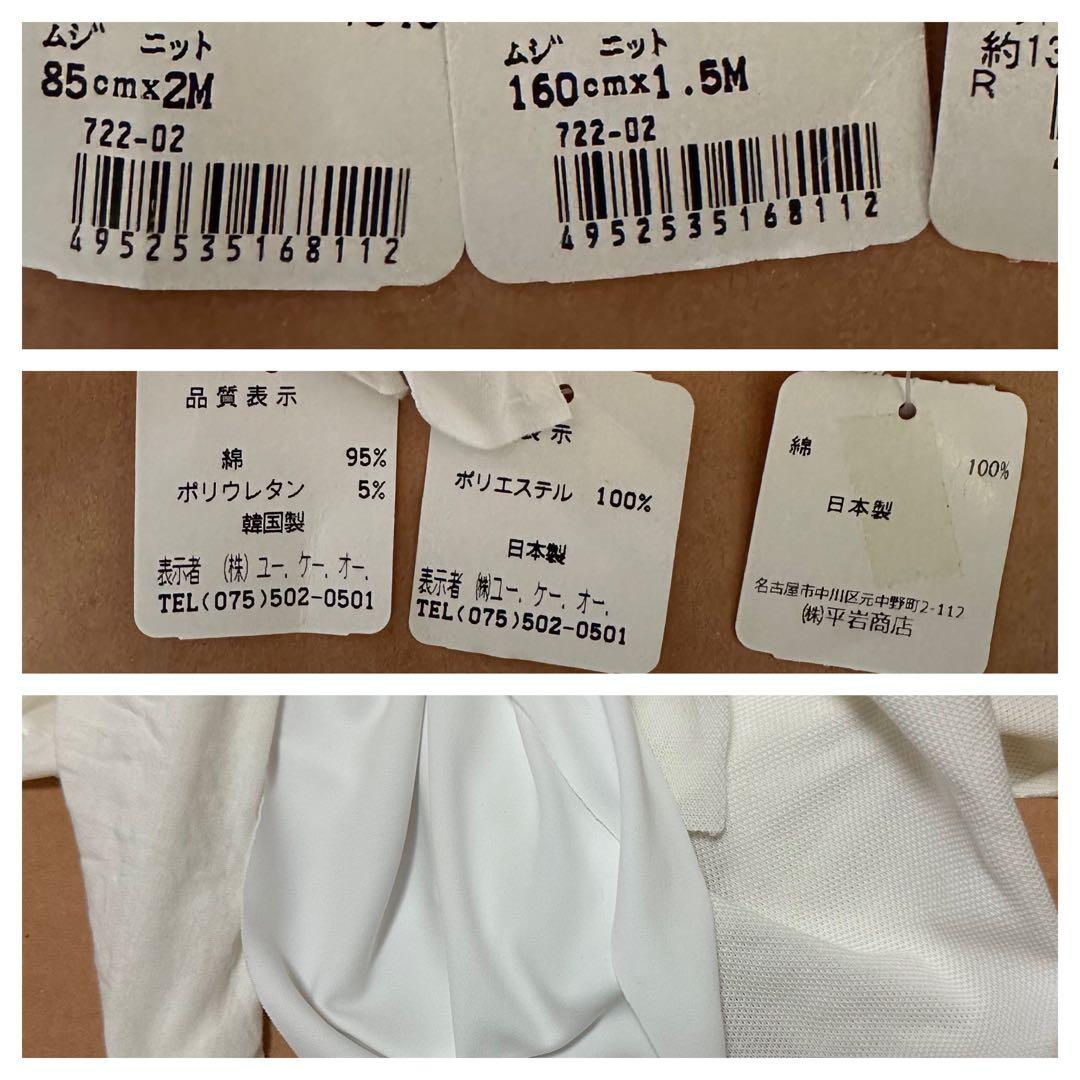 ムジ ニット
85cmx2M
722-02
4952535168112
ムジ ニット
160cmx1.5M
722-02
4952535168112
約13
R
品質表示
綿 95%
ポリウレタン 5%
韓国製
表示者 (株)ユー.ケー.オー.
TEL(075)502-0501
表示
ポリエステル 100%
日本製
表示者 (株)ユー.ケー.オー.
TEL(075)502-0501
綿 100%
日本製
名古屋市中川区元中野町2-112
(株)平岩商店